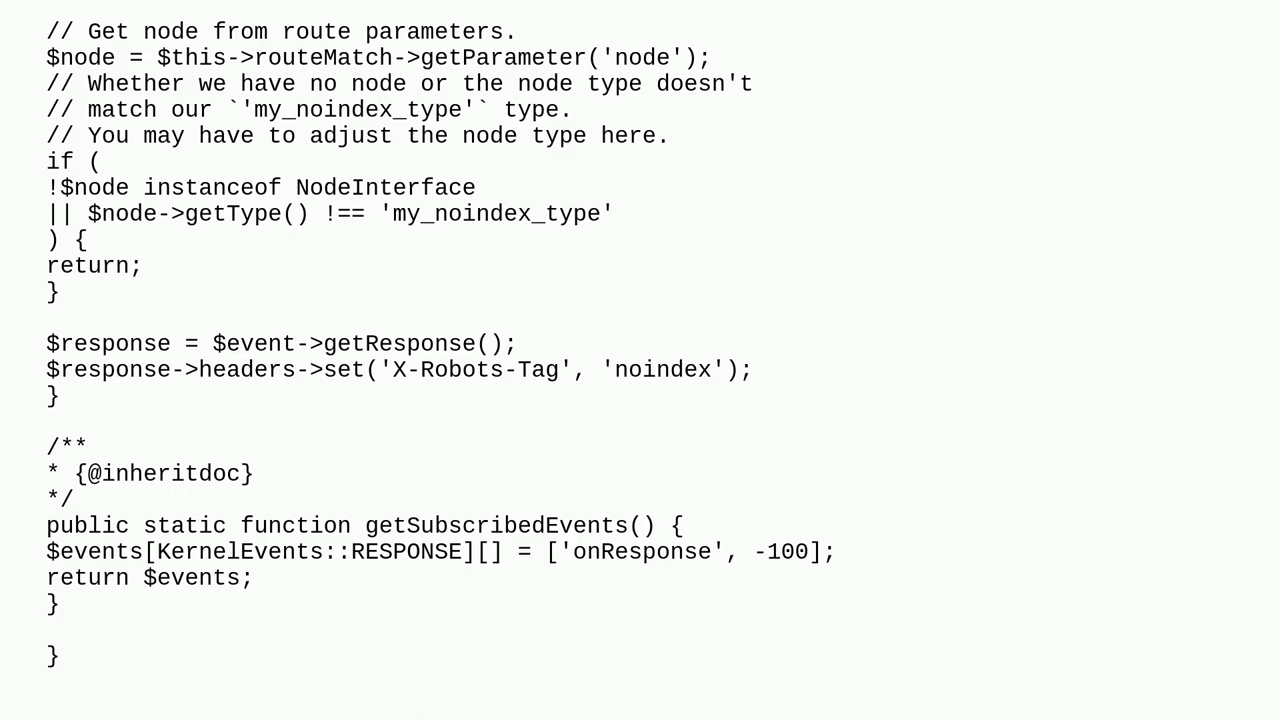 // Get node from route parameters.
$node = $this->routeMatch->getParameter('node');
// Whether we have no node or the node type doesn't
// match our `'my_noindex_type'` type.
// You may have to adjust the node type here.
if (
!$node instanceof NodeInterface
|| $node->getType() !== 'my_noindex_type'
) {
return;
}
$response = $event->getResponse();
$response->headers->set('X-Robots-Tag', 'noindex');
}
/**
* {@inheritdoc}
*/
public static function getSubscribedEvents() {
$events[KernelEvents::RESPONSE][] = ['onResponse', -100];
return $events;
}
}